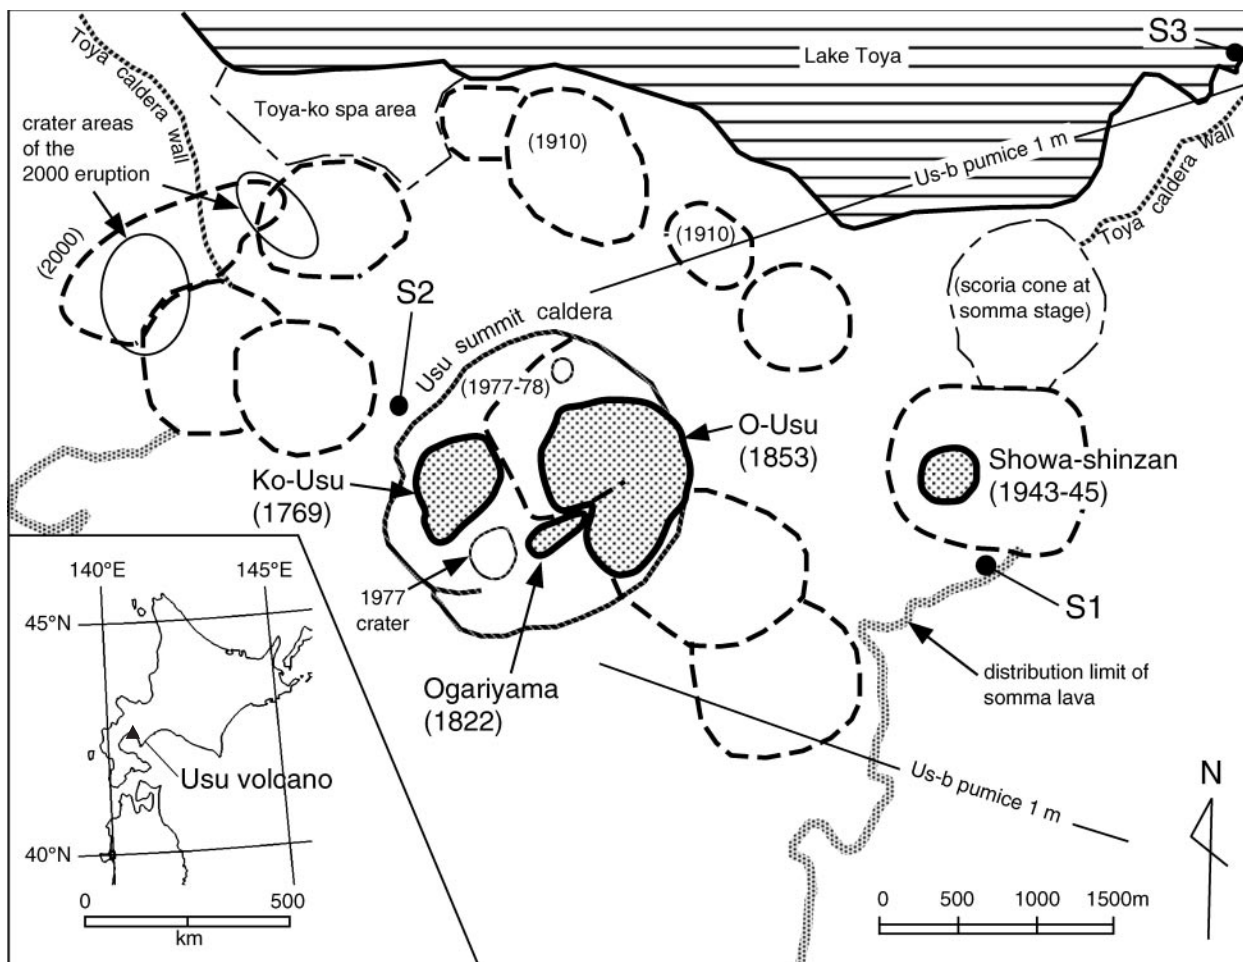 S3
Lake Toya
Toya caldera wall
Toya-ko spa area
crater areas
of the
2000 eruption
(1910)
Us-b pumice 1 m
Toya caldera wall
(2000)
(1910)
S2
Usu summit caldera
(scoria cone at
somma stage)
(1977-78)
O-Usu
(1853)
Ko-Usu
(1769)
Showa-shinzan
(1943-45)
1977
crater
S1
Ogariyama
(1822)
distribution limit of
somma lava
Us-b pumice 1 m
N
140°E
145°E
45°N
Usu volcano
40°N
0
500
km
0
500
1000
1500m